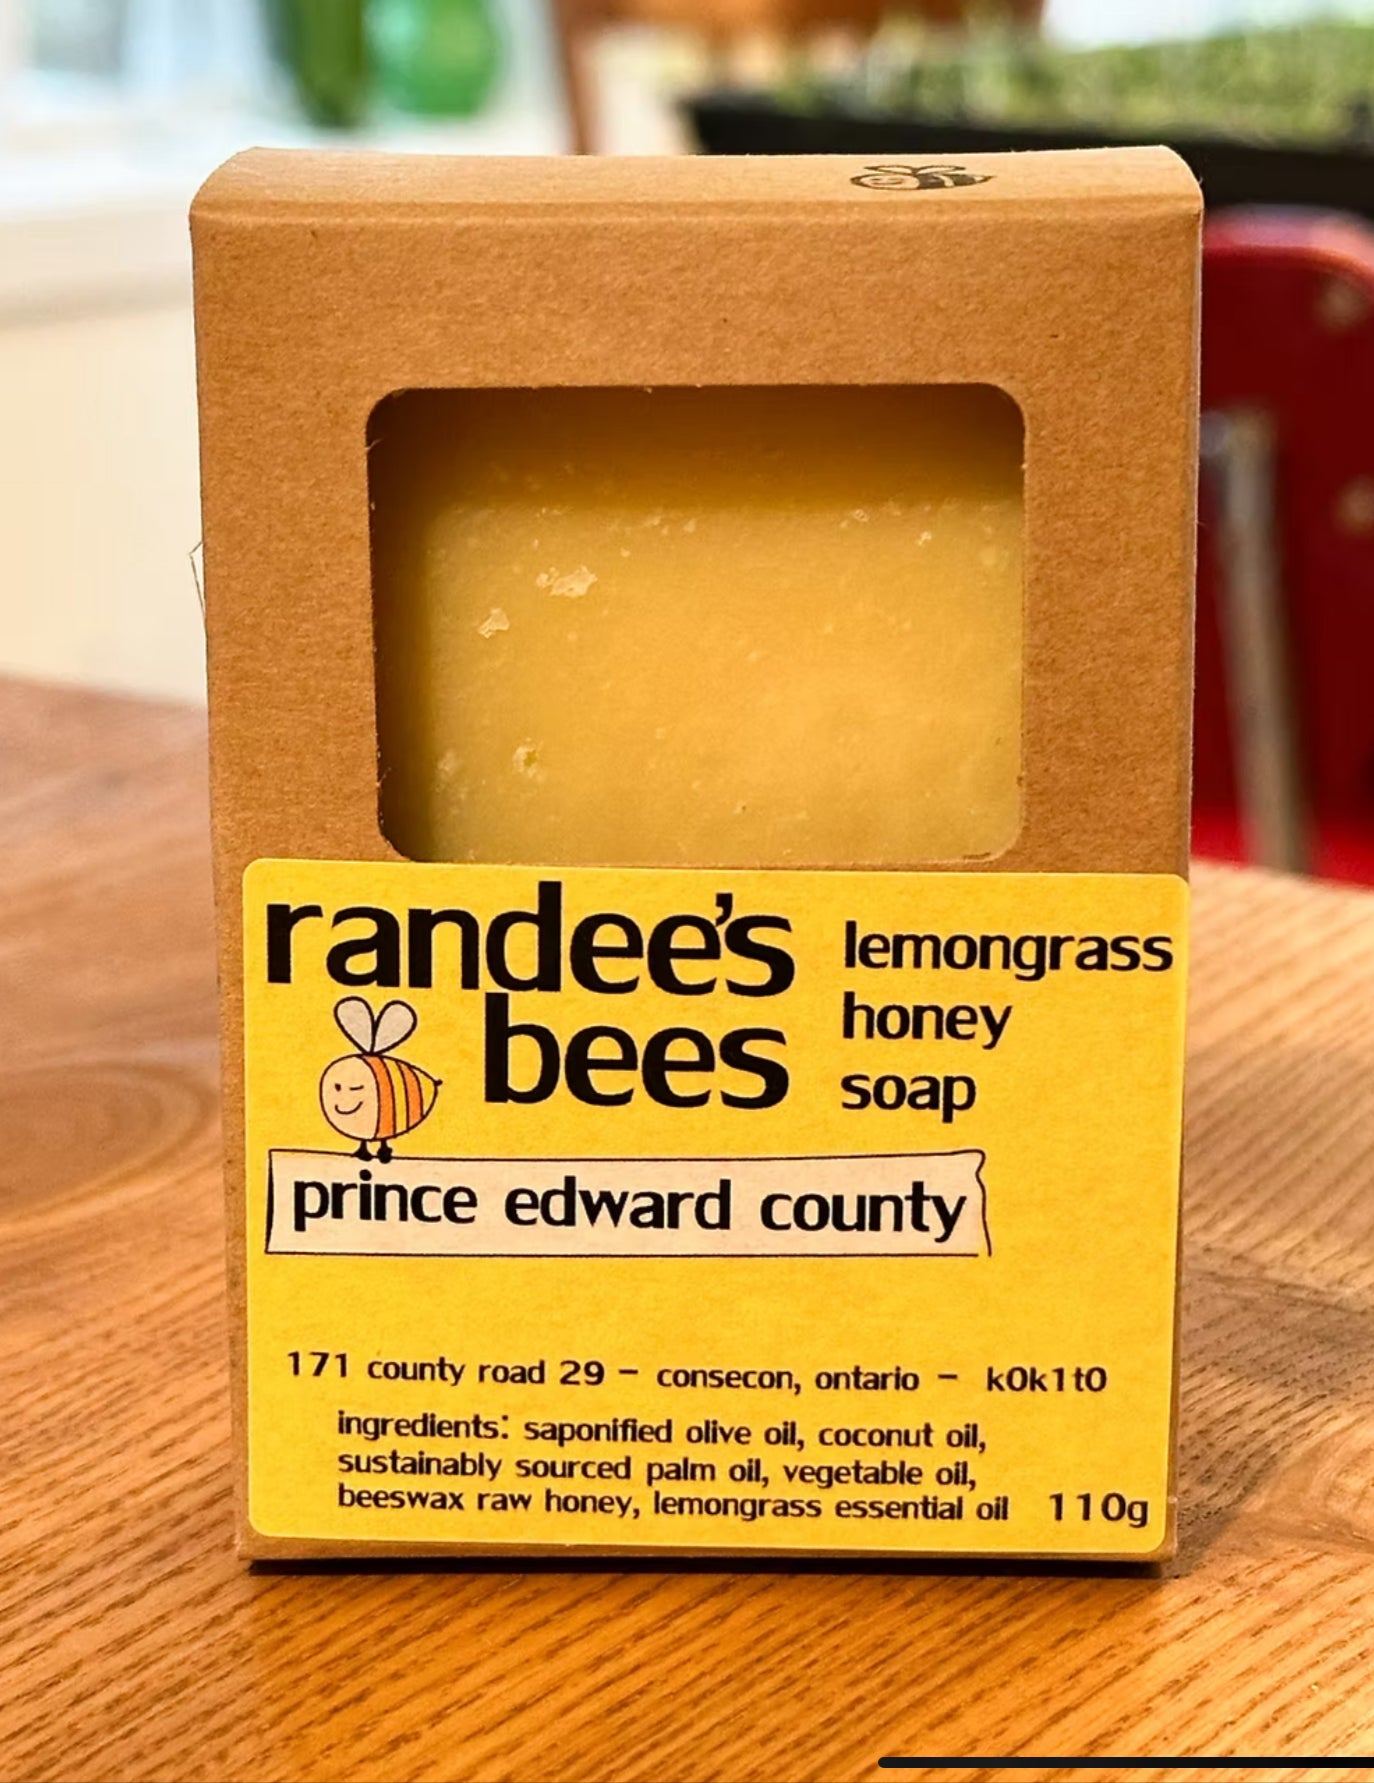 randee's
bees
lemongrass
honey
soap
prince edward county
171 county road 29 – consecon, ontario – k0k1t0
ingredients: saponified olive oil, coconut oil,
sustainably sourced palm oil, vegetable oil,
beeswax raw honey, lemongrass essential oil 110g